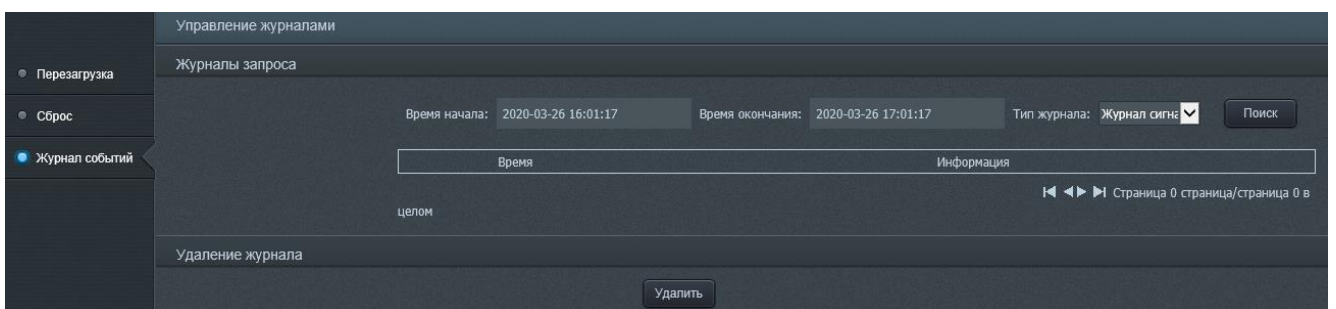 Управление журналами
Журналы запроса
Перезагрузка
Сброс
Журнал событий
Время начала: 2020-03-26 16:01:17 Время окончания: 2020-03-26 17:01:17 Тип журнала: Журнал сигна Поиск
Время Информация
Страница 0 страница/страница 0 в
целом
Удаление журнала
Удалить